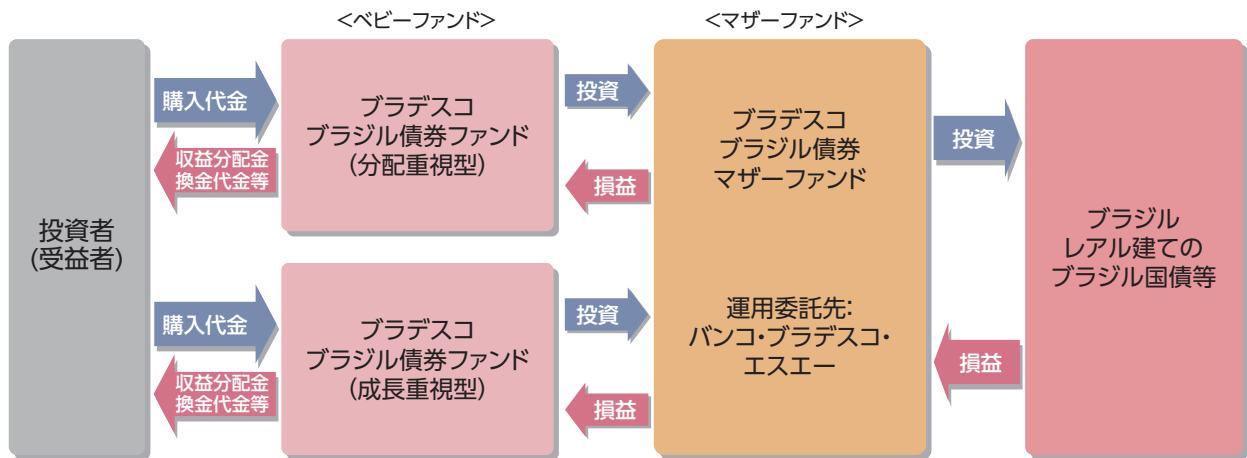 <ベビーファンド>
<マザーファンド>
投資者
(受益者)
購入代金
収益分配金
換金代金等
ブラデスコ
ブラジル債券ファンド
(分配重視型)
投資
損益
購入代金
収益分配金
換金代金等
ブラデスコ
ブラジル債券ファンド
(成長重視型)
投資
損益
ブラデスコ
ブラジル債券
マザーファンド
運用委託先:
バンコ・ブラデスコ・
エスエー
投資
損益
ブラジル
レアル建ての
ブラジル国債等